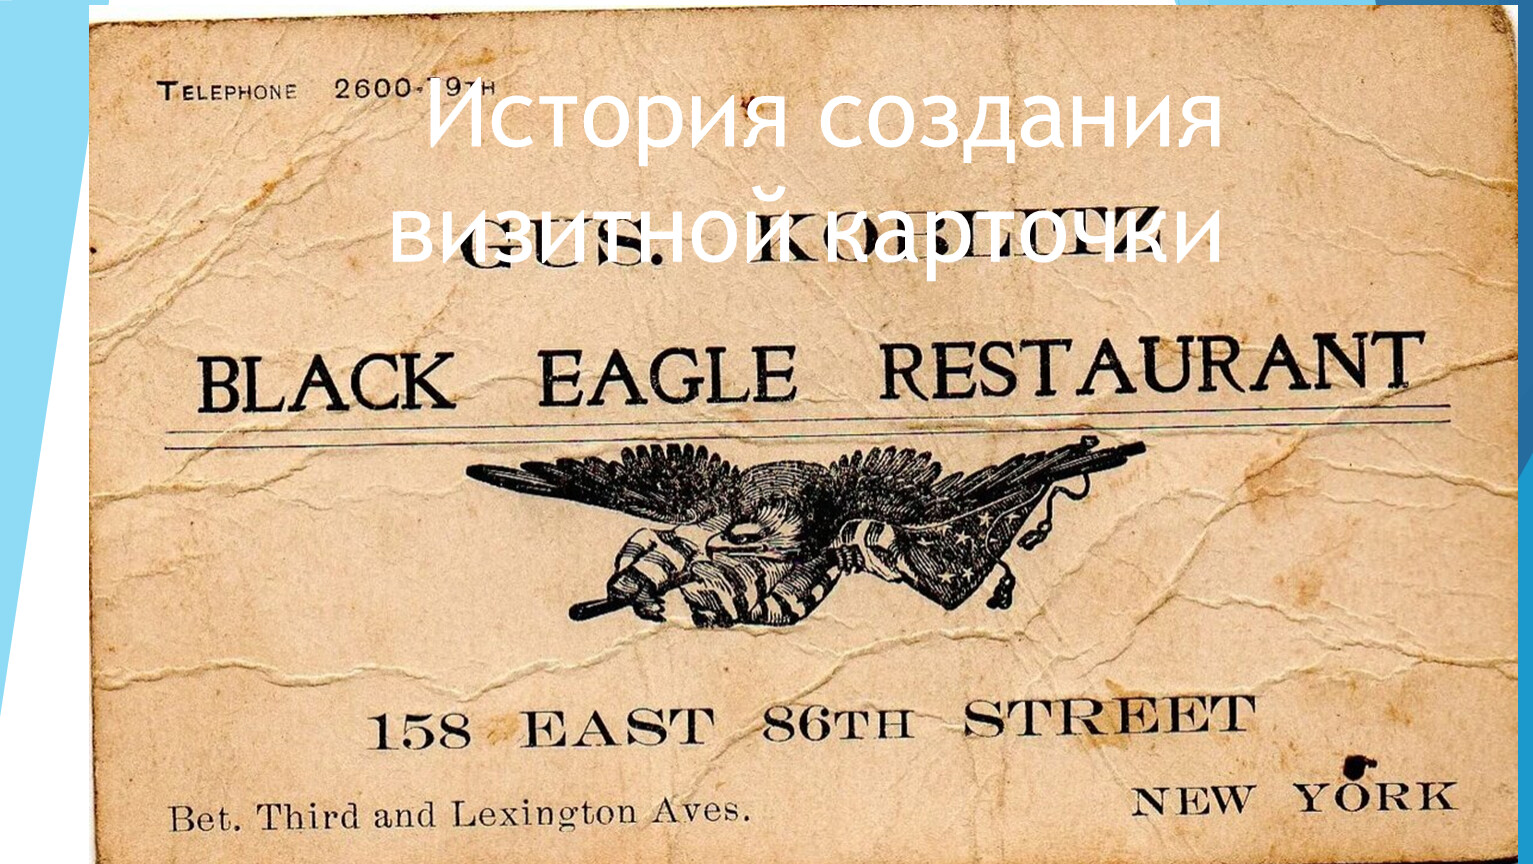 TELEPHONE 2600-79TH
История создания
визитной карточки
GUS.
BLACK EAGLE RESTAURANT
158 EAST 86TH STREET
NEW YORK
Bet. Third and Lexington Aves.